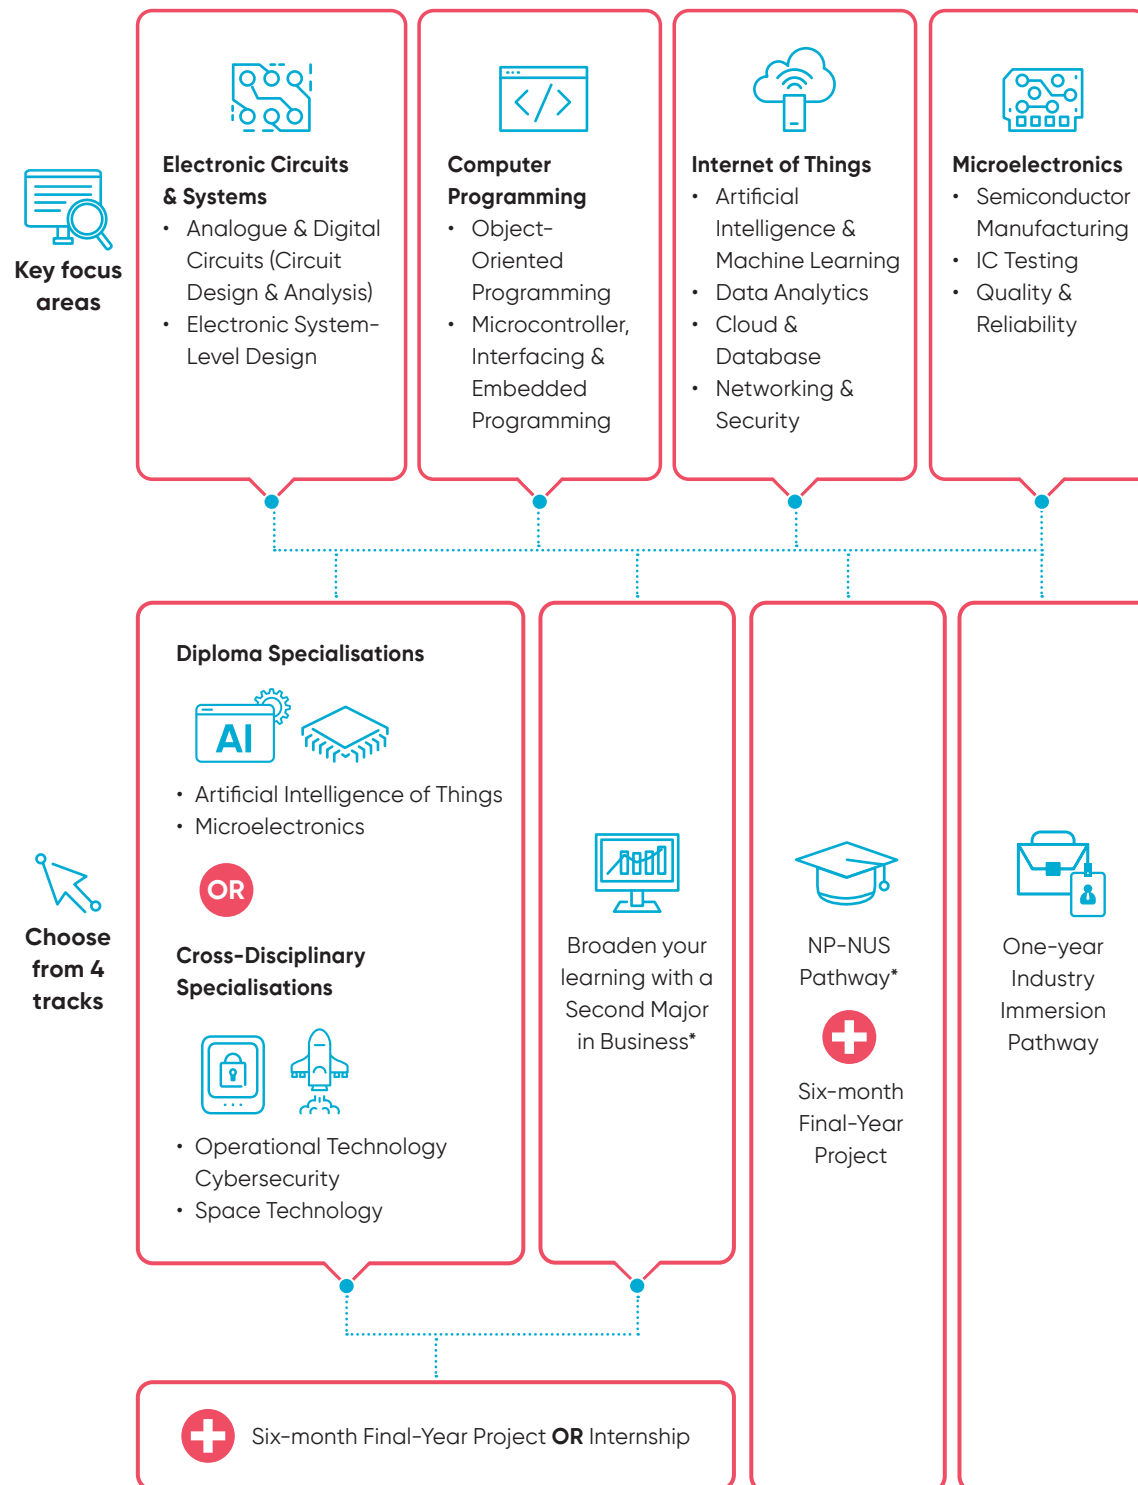 Key focus
areas
Electronic Circuits
& Systems
• Analogue & Digital
Circuits (Circuit
Design & Analysis)
• Electronic System-
Level Design
</>
Computer
Programming
• Object-
Oriented
Programming
• Microcontroller,
Interfacing &
Embedded
Programming
Internet of Things
• Artificial
Intelligence &
Machine Learning
• Data Analytics
• Cloud &
Database
• Networking &
Security
Microelectronics
• Semiconductor
Manufacturing
• IC Testing
• Quality &
Reliability
Choose
from 4
tracks
Diploma Specialisations
AI
• Artificial Intelligence of Things
• Microelectronics
OR
Cross-Disciplinary
Specialisations
• Operational Technology
Cybersecurity
• Space Technology
Broaden your
learning with a
Second Major
in Business*
NP-NUS
Pathway*
Six-month
Final-Year
Project
One-year
Industry
Immersion
Pathway
Six-month Final-Year Project OR Internship